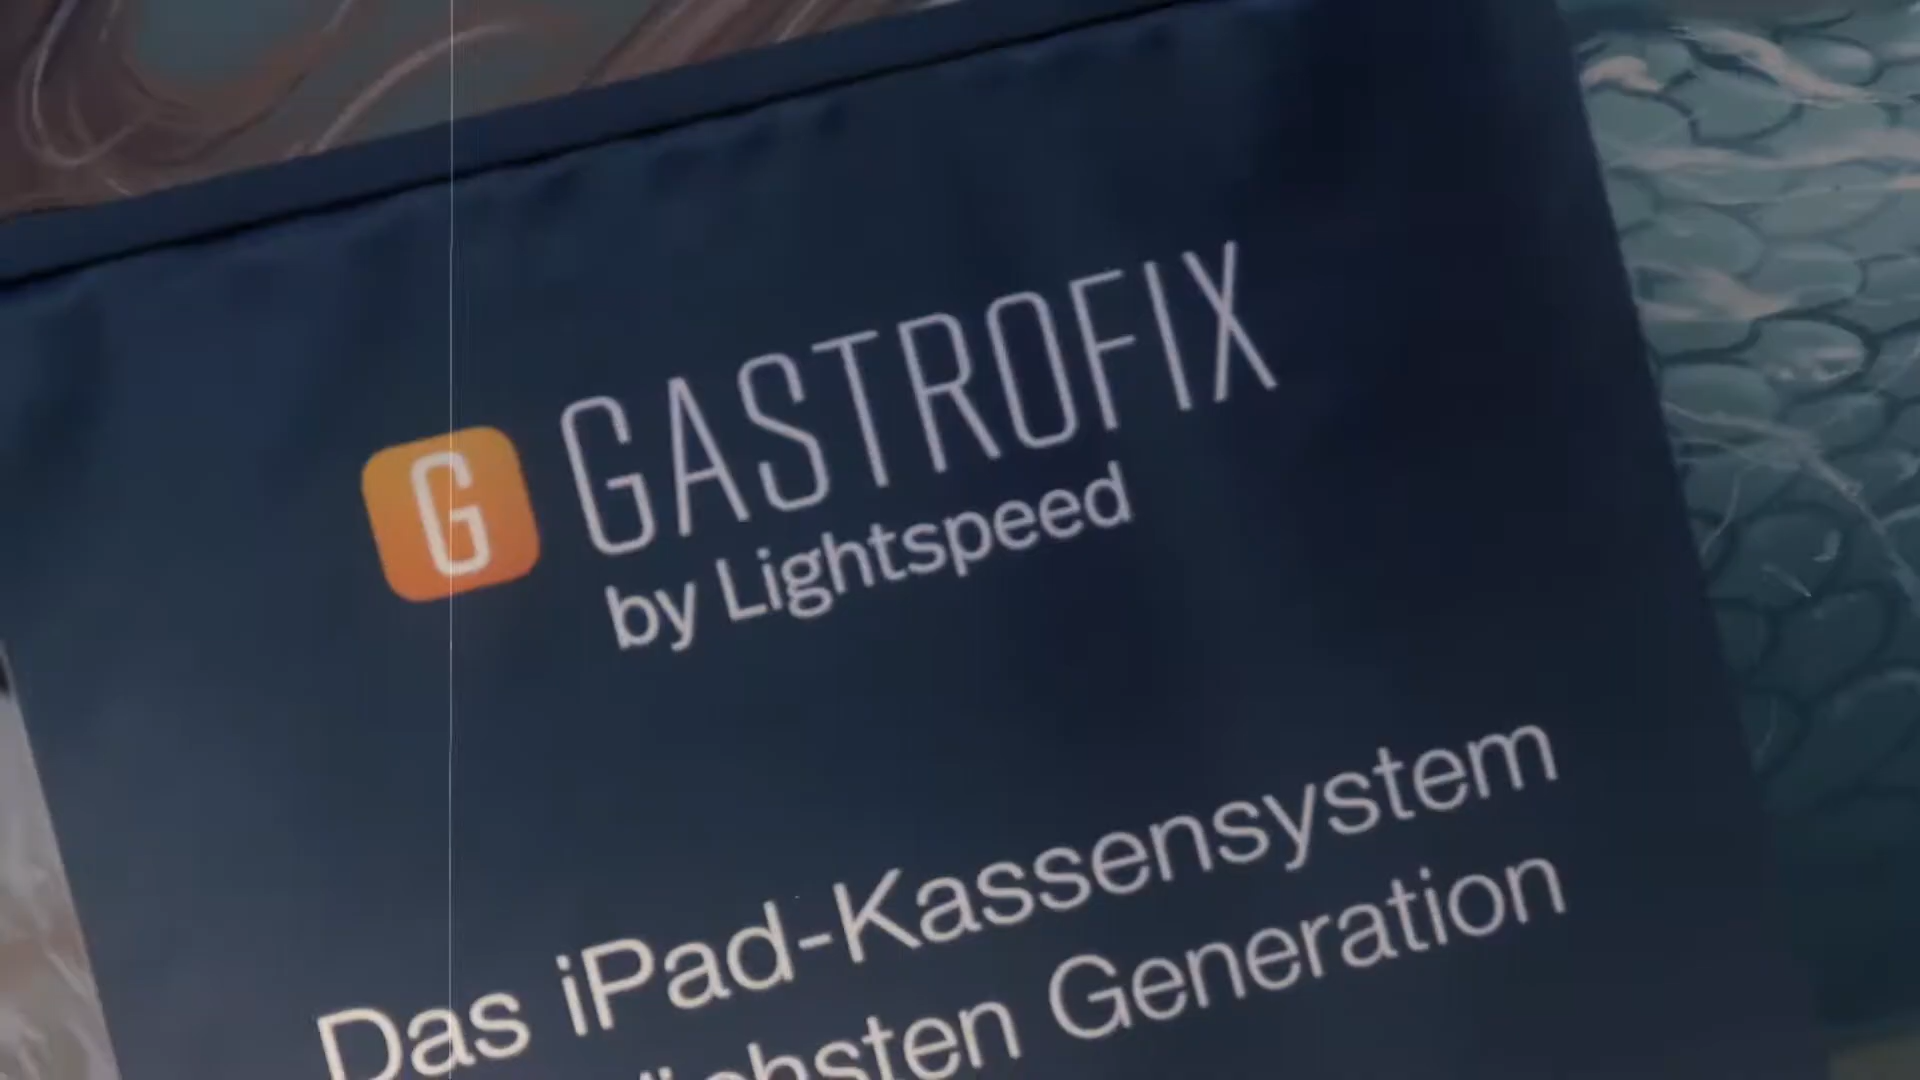 G GASTROFIX
by Lightspeed
Das iPad-Kassensystem
Generation